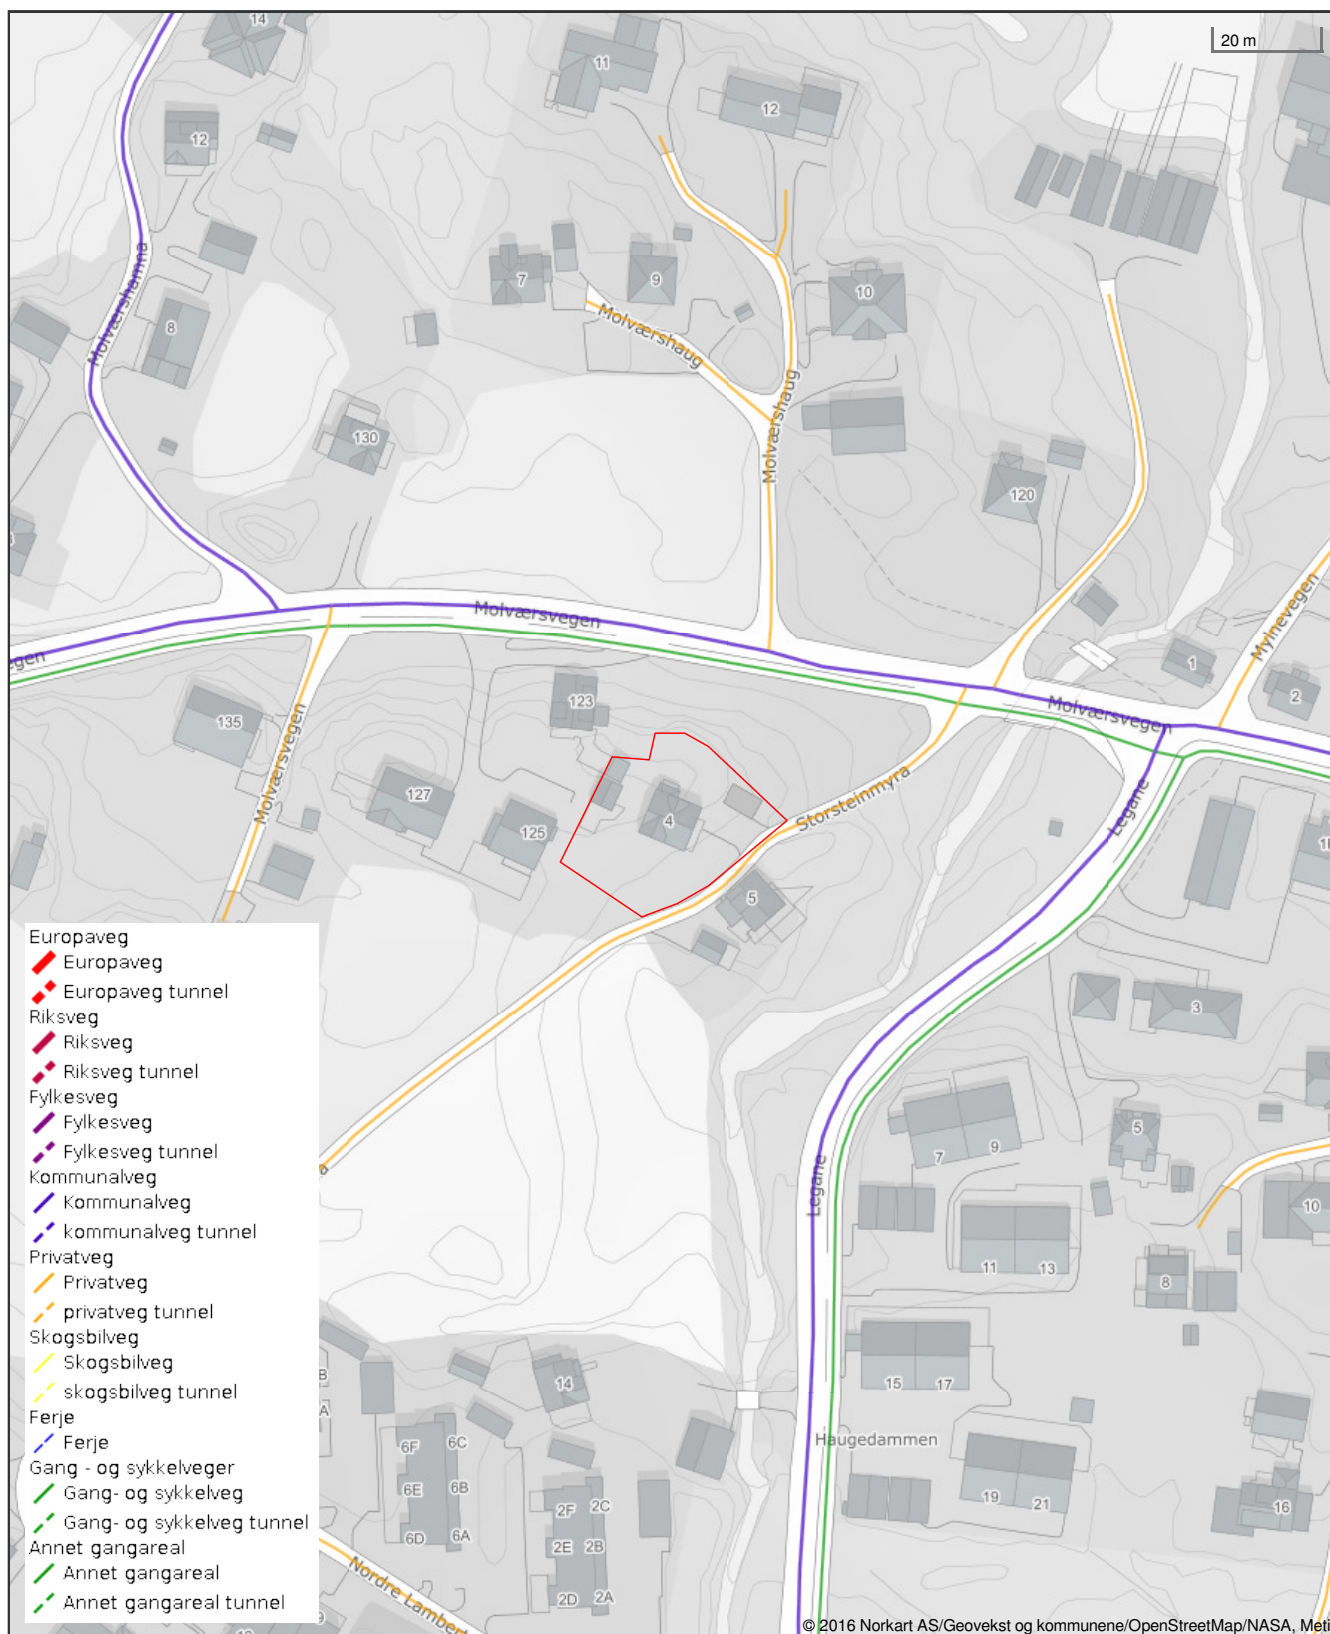 14
20 m
11
12
12
Molværshamna
7
9
10
8
Molværshaug
Molværshaug
130
120
Molværsvegen
Mylnevegen
egen
1
2
123
Molværsvegen
135
Molværsvegen
127
4
125
Storsteinmyra
Legane
5
3
Europaveg
Europaveg
Europaveg tunnel
Riksveg
Riksveg
Riksveg tunnel
Fylkesveg
Fylkesveg
Fylkesveg tunnel
Kommunalveg
Kommunalveg
kommunalveg tunnel
Privatveg
Privatveg
privatveg tunnel
Skogsbilveg
Skogsbilveg
skogsbilveg tunnel
Ferje
Ferje
Gang - og sykkelveger
Gang- og sykkelveg
Gang- og sykkelveg tunnel
Annet gangareal
Annet gangareal
Annet gangareal tunnel
5
7
9
Legane
10
11
13
8
B
14
15
17
A
6F
6C
Haugedammen
6E
6B
19
21
16
2F
2C
6D
6A
2E
2B
Nordre Lambert
2D
2A
© 2016 Norkart AS/Geovekst og kommunene/OpenStreetMap/NASA, Meti